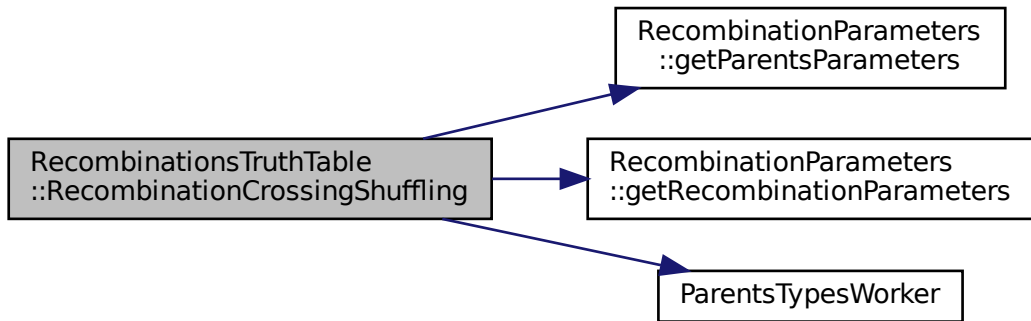 RecombinationParameters
::getParentsParameters
RecombinationsTruthTable
::RecombinationCrossingShuffling
RecombinationParameters
::getRecombinationParameters
ParentsTypesWorker